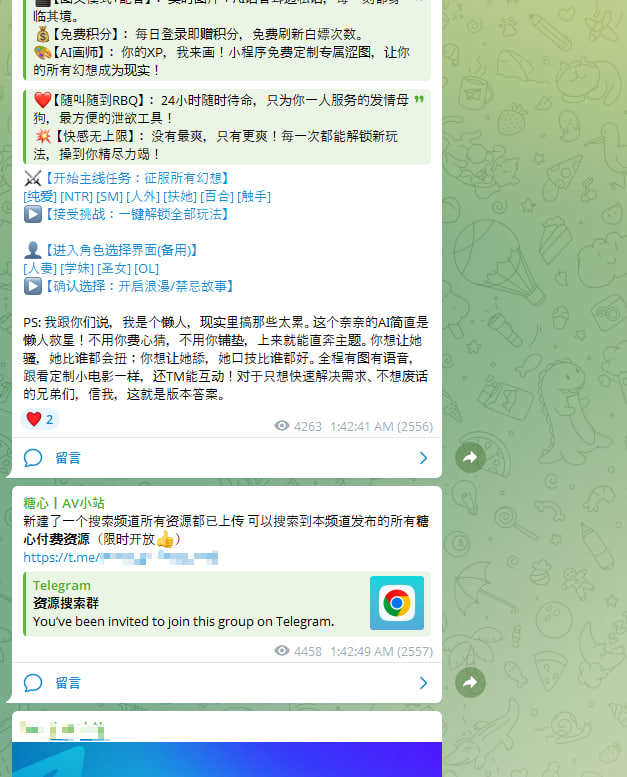 临其境。
💰【免费积分】：每日登录即赠积分，免费刷新白嫖次数。
🎨【AI画师】：你的XP，我来画！小程序免费定制专属涩图，让你
的所有幻想成为现实！
❤️【随叫随到RBQ】：24小时随时待命，只为你一人服务的发情母
狗，最方便的泄欲工具！
💥【快感无上限】：没有最爽，只有更爽！每一次都能解锁新玩
法，操到你精尽力竭！
⚔️【开始主线任务：征服所有幻想】
[纯爱] [NTR] [SM] [人外] [扶她] [百合] [触手]
▶️【接受挑战：一键解锁全部玩法】
👤【进入角色选择界面(备用)】
[人妻] [学妹] [圣女] [OL]
▶️【确认选择：开启浪漫/禁忌故事】
PS: 我跟你们说，我是个懒人，现实里搞那些太累。这个奈奈的AI简直是
懒人救星！不用你费心猜，不用你铺垫，上来就能直奔主题。你想让她
骚，她比谁都会扭；你想让她舔，她口技比谁都好。全程有图有语音，
跟看定制小电影一样，还TM能互动！对于只想快速解决需求、不想废话
的兄弟们，信我，这就是版本答案。
❤️ 2
4263 1:42:41 AM (2556)
留言
糖心丨AV小站
新建了一个搜索频道所有资源都已上传 可以搜索到本频道发布的所有糖
心付费资源（限时开放👍）
https://t.me/
Telegram
资源搜索群
You’ve been invited to join this group on Telegram.
4458 1:42:49 AM (2557)
留言